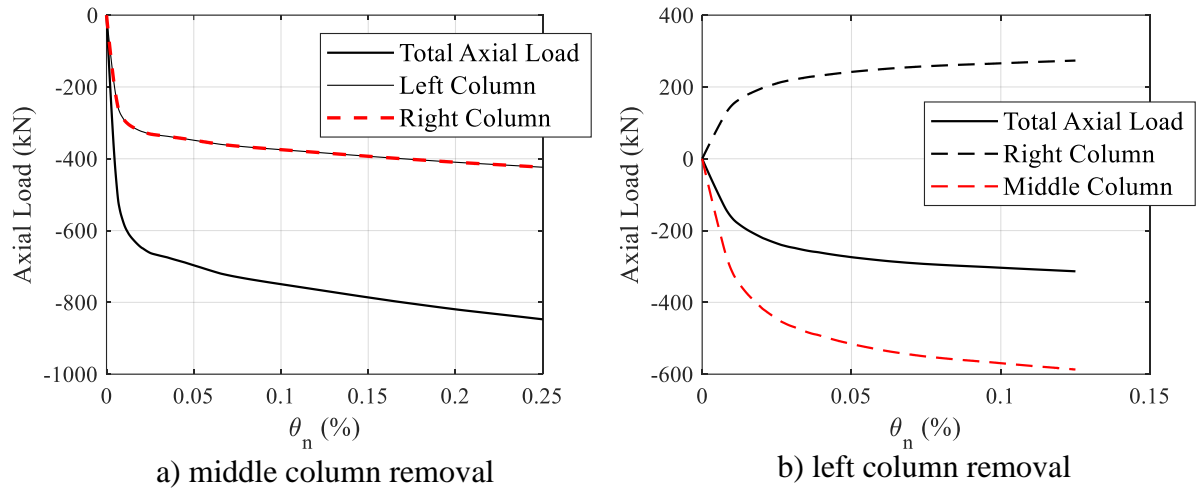 0
-200
-400
-600
-800
-1000
0
0.05
0.1
0.15
0.2
0.25
Axial Load (kN)
θn (%)
Total Axial Load
Left Column
Right Column
a) middle column removal
400
200
0
-200
-400
-600
0
0.05
0.1
0.15
Axial Load (kN)
θn (%)
Total Axial Load
Right Column
Middle Column
b) left column removal